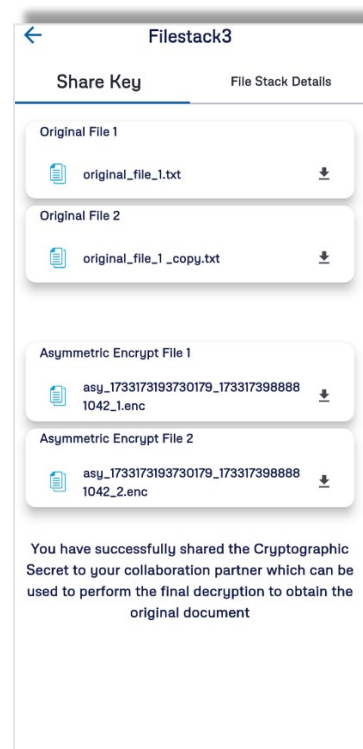 Filestack3
Share Key
File Stack Details
Original File 1
original_file_1.txt
Original File 2
original_file_1 _copy.txt
Asymmetric Encrypt File 1
asy_1733173193730179_173317398888
1042_1.enc
Asymmetric Encrypt File 2
asy_1733173193730179_173317398888
1042_2.enc
You have successfully shared the Cryptographic
Secret to your collaboration partner which can be
used to perform the final decryption to obtain the
original document